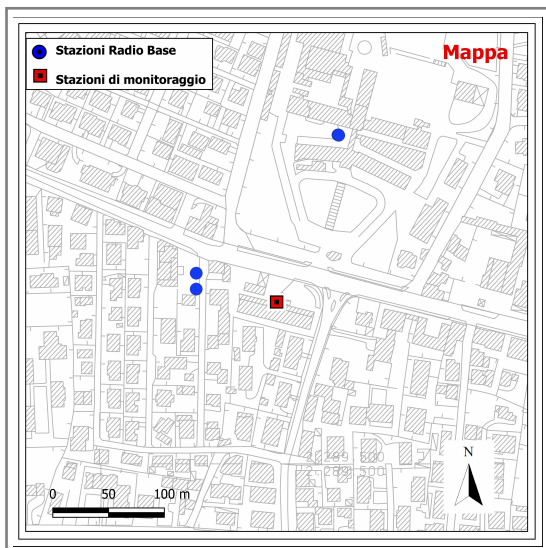 Stazioni Radio Base
Stazioni di monitoraggio
Mappa
N
0 50 100 m